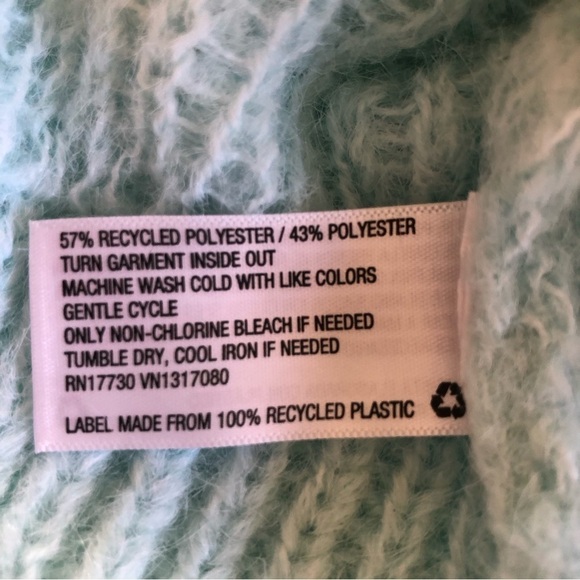 57% RECYCLED POLYESTER / 43% POLYESTER
TURN GARMENT INSIDE OUT
MACHINE WASH COLD WITH LIKE COLORS
GENTLE CYCLE
ONLY NON-CHLORINE BLEACH IF NEEDED
TUMBLE DRY, COOL IRON IF NEEDED
RN17730 VN1317080
LABEL MADE FROM 100% RECYCLED PLASTIC